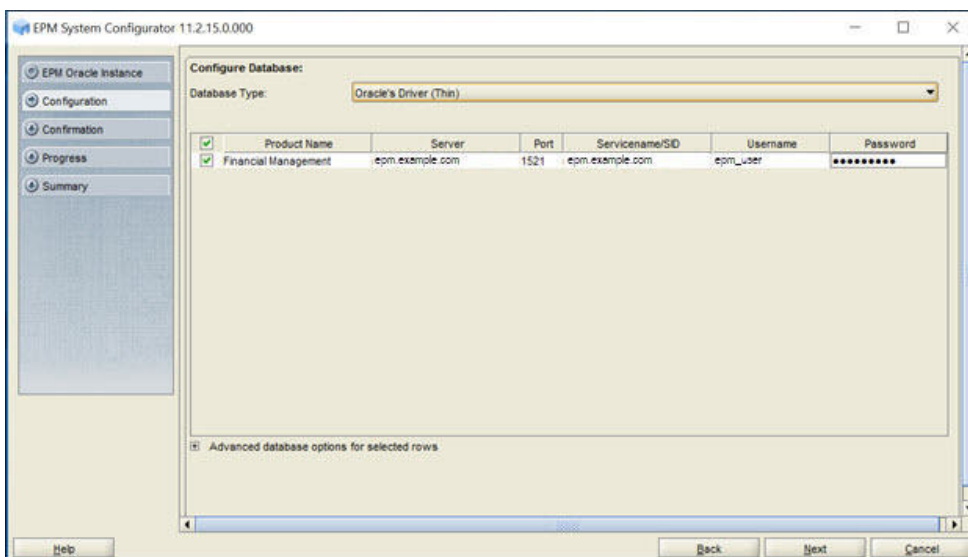 EPM System Configurator 11.2.15.0.000
EPM Oracle Instance
Configuration
Confirmation
Progress
Summary
Configure Database:
Database Type: Oracle's Driver (Thin)
Product Name Server Port Servicename/SID Username Password
Financial Management epm.example.com 1521 epm.example.com epm_user •••••••••
Advanced database options for selected rows
Help Back Next Cancel